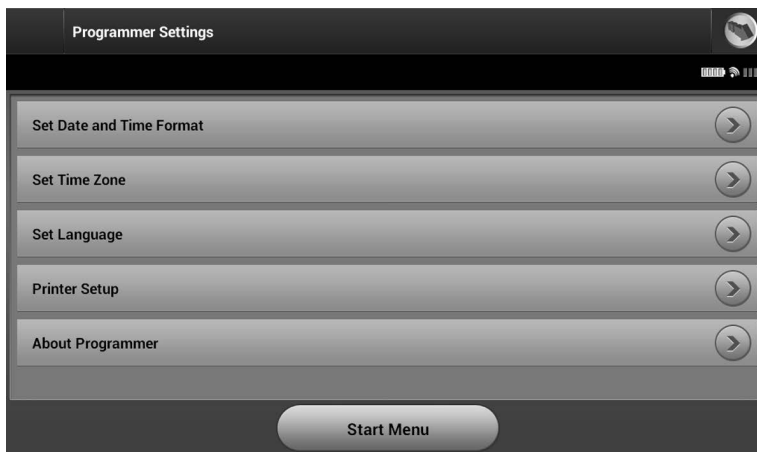 Programmer Settings
Set Date and Time Format
Set Time Zone
Set Language
Printer Setup
About Programmer
Start Menu